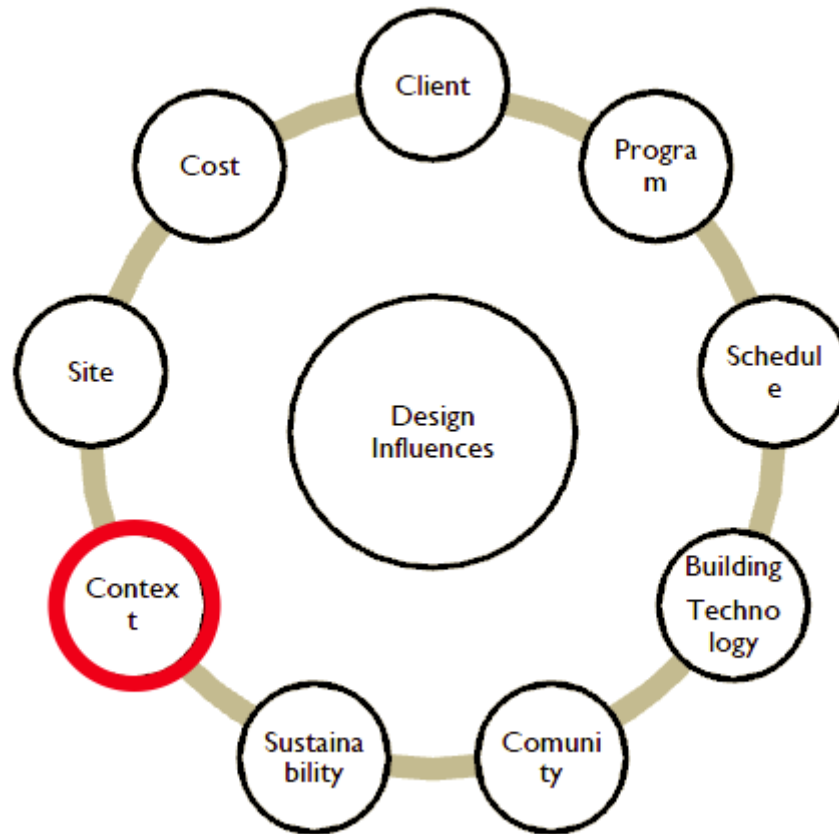 Client
Progra
m
Schedul
e
Building
Techno
logy
Comuni
ty
Sustaina
bility
Contex
t
Site
Cost
Design
Influences